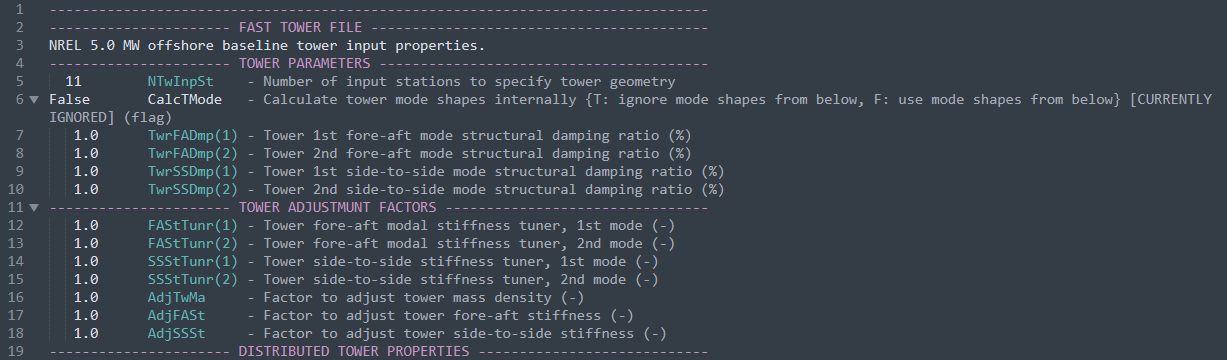 1 --------------------------------------------------------------------------------
2 ---------------------- FAST TOWER FILE -----------------------------------------
3 NREL 5.0 MW offshore baseline tower input properties.
4 ---------------------- TOWER PARAMETERS ----------------------------------------
5 11 NTwInpSt - Number of input stations to specify tower geometry
6 False CalcTMode - Calculate tower mode shapes internally {T: ignore mode shapes from below, F: use mode shapes from below} [CURRENTLY
IGNORED] (flag)
7 1.0 TwrFADmp(1) - Tower 1st fore-aft mode structural damping ratio (%)
8 1.0 TwrFADmp(2) - Tower 2nd fore-aft mode structural damping ratio (%)
9 1.0 TwrSSDmp(1) - Tower 1st side-to-side mode structural damping ratio (%)
10 1.0 TwrSSDmp(2) - Tower 2nd side-to-side mode structural damping ratio (%)
11 ---------------------- TOWER ADJUSTMUNT FACTORS --------------------------------
12 1.0 FAStTunr(1) - Tower fore-aft modal stiffness tuner, 1st mode (-)
13 1.0 FAStTunr(2) - Tower fore-aft modal stiffness tuner, 2nd mode (-)
14 1.0 SSStTunr(1) - Tower side-to-side stiffness tuner, 1st mode (-)
15 1.0 SSStTunr(2) - Tower side-to-side stiffness tuner, 2nd mode (-)
16 1.0 AdjTwMa - Factor to adjust tower mass density (-)
17 1.0 AdjFASt - Factor to adjust tower fore-aft stiffness (-)
18 1.0 AdjSSSt - Factor to adjust tower side-to-side stiffness (-)
19 ---------------------- DISTRIBUTED TOWER PROPERTIES ----------------------------